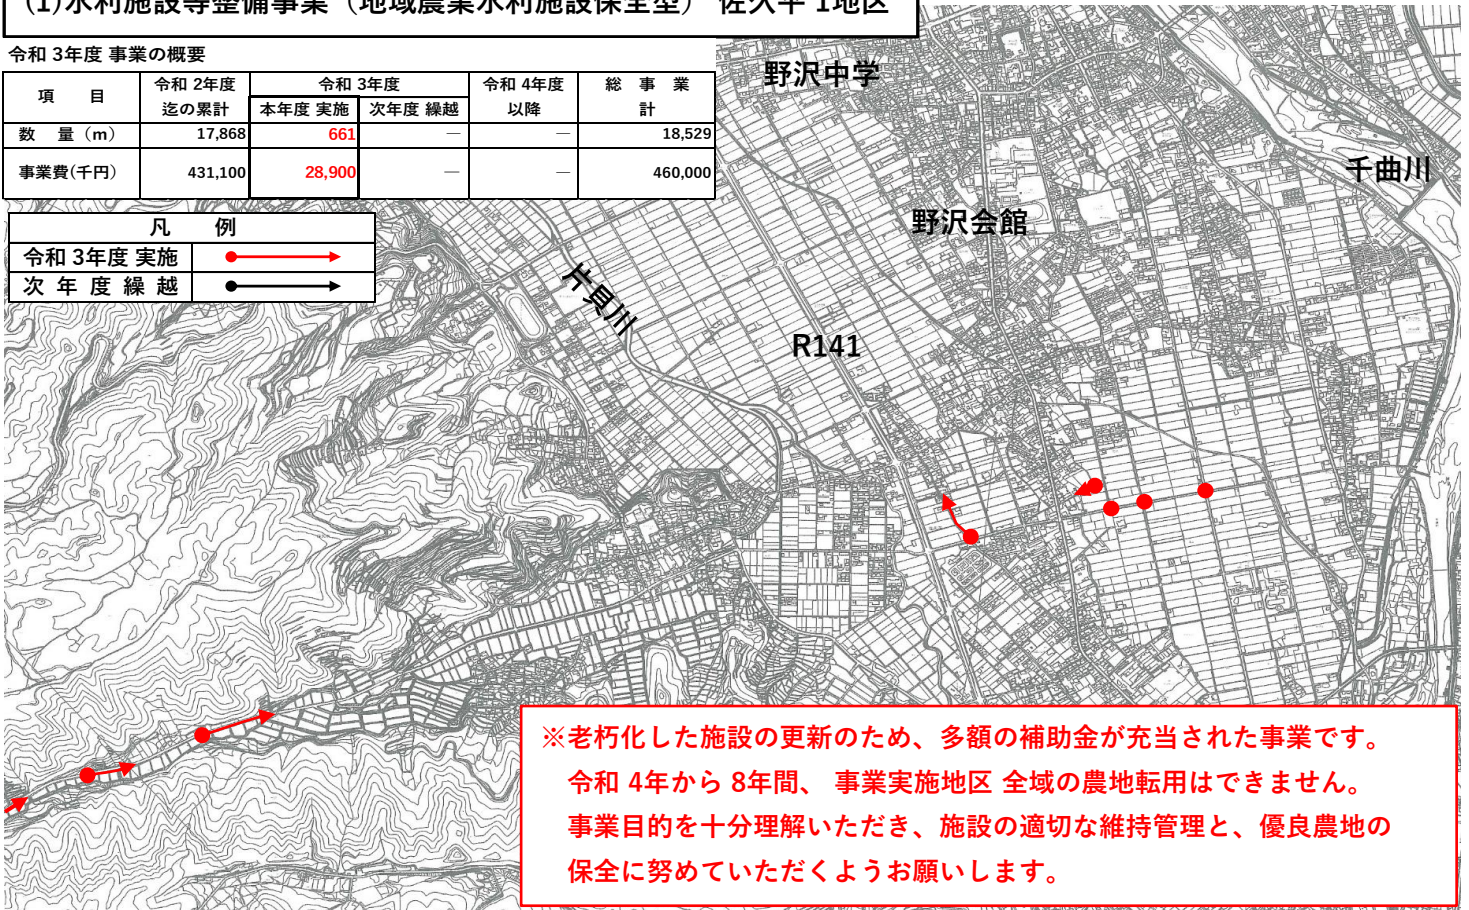 (1)水利施設等整備事業（地域農業水利施設保全型） 佐久平 1地区
令和 3年度 事業の概要
項 目 令和 2年度 迄の累計 令和 3年度 令和 4年度 以降 総 事 業 計
本年度 実施 次年度 繰越
数 量（m） 17,868 661 — — 18,529
事業費(千円) 431,100 28,900 — — 460,000
凡 例
令和 3年度 実施
次 年 度 繰 越
野沢中学
千曲川
野沢会館
片貝川
R141
※老朽化した施設の更新のため、多額の補助金が充当された事業です。
令和 4年から 8年間、 事業実施地区 全域の農地転用はできません。
事業目的を十分理解いただき、施設の適切な維持管理と、優良農地の
保全に努めていただくようお願いします。